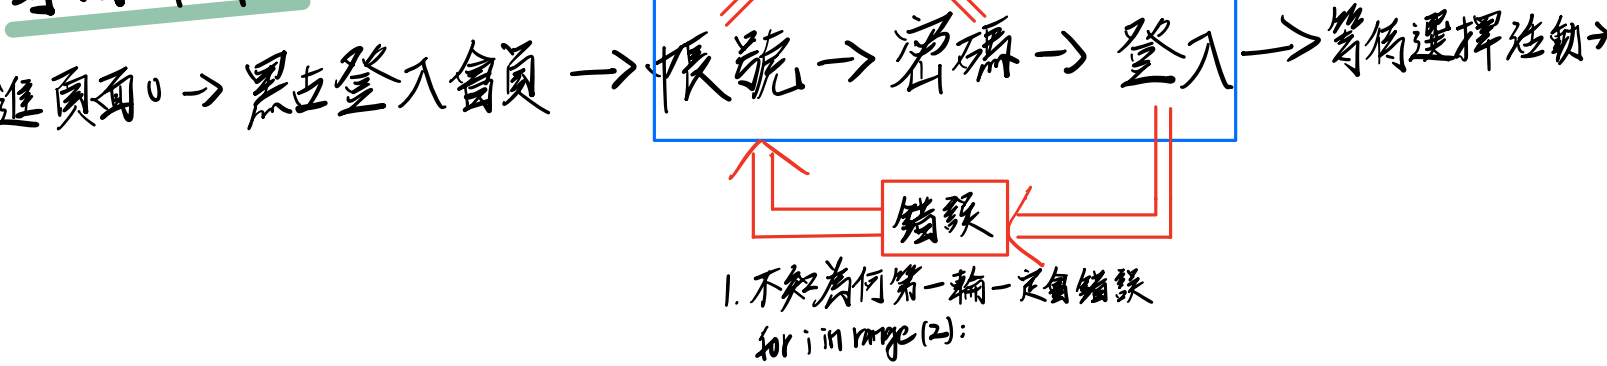 進頁面。→ 點登入會員 → 帳號 → 密碼 → 登入 → 等待選擇活動→
錯誤
1. 不知為何第一輪一定會錯誤
for i in range(2):